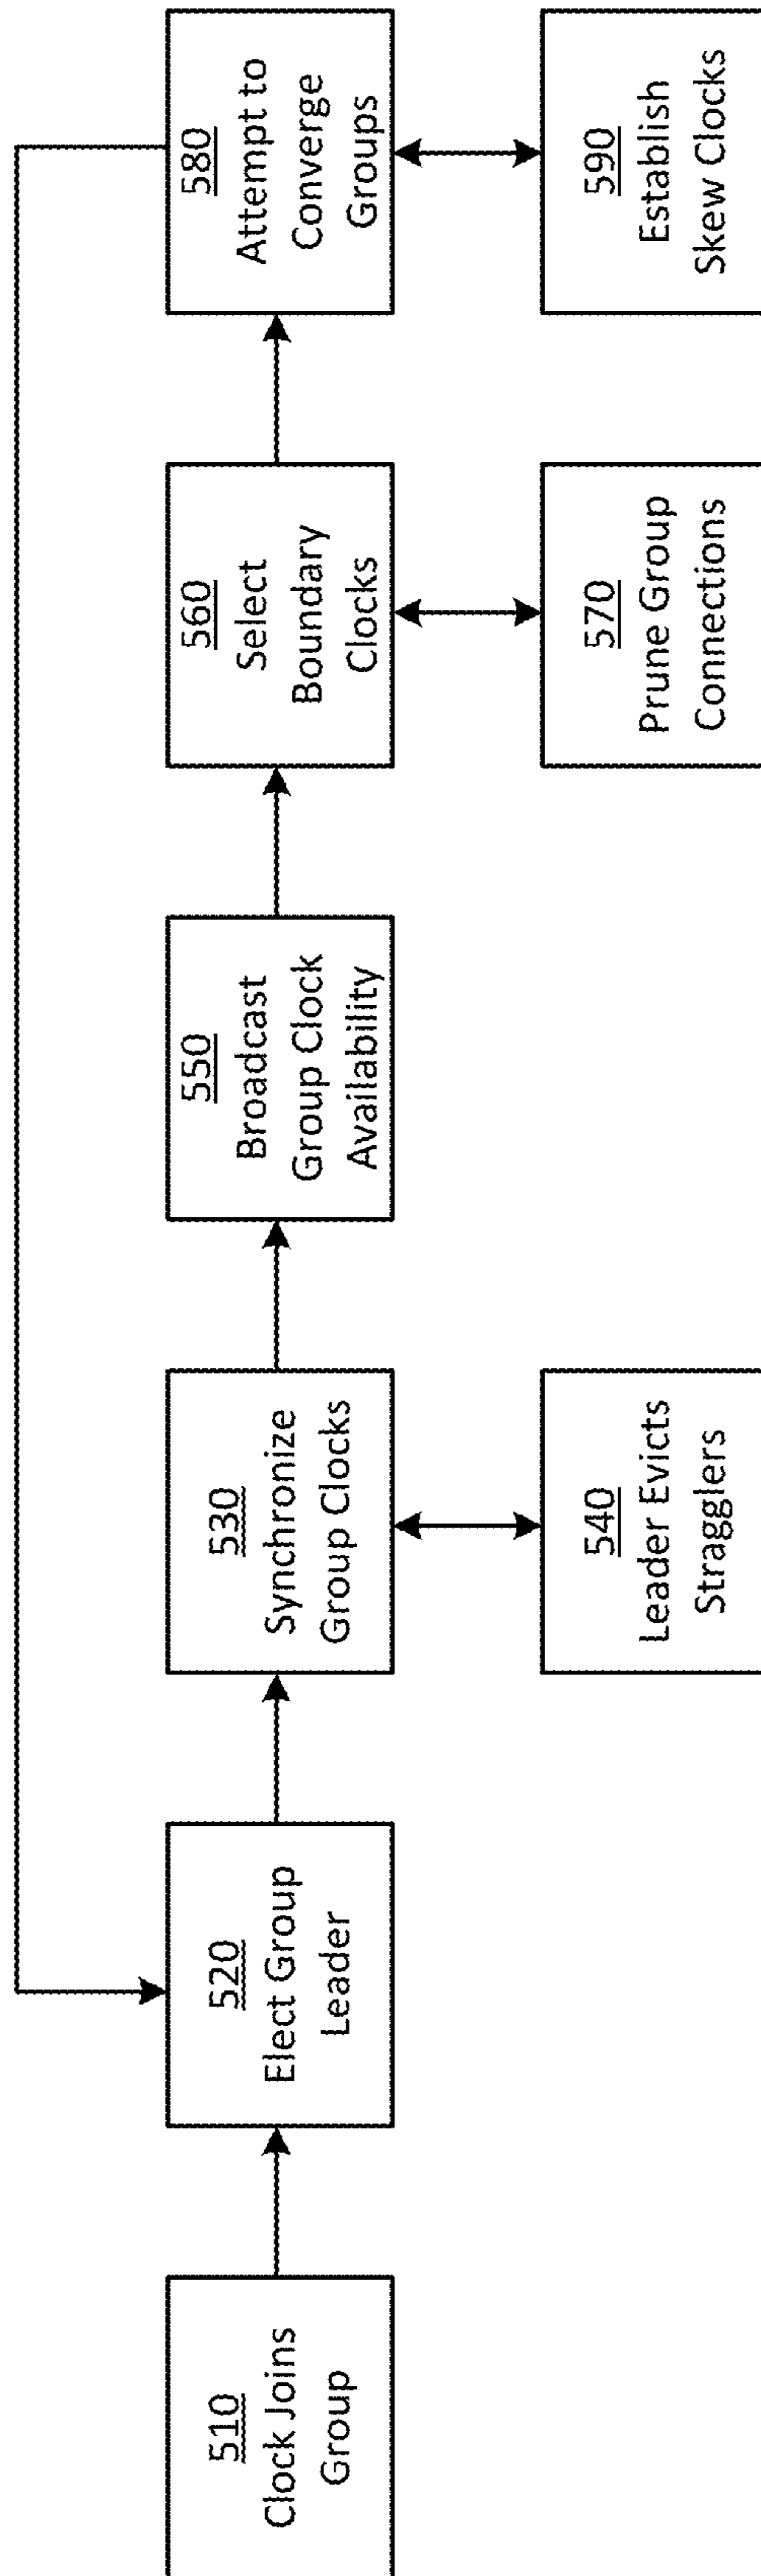 510
Clock Joins
Group
520
Elect Group
Leader
530
Synchronize
Group Clocks
540
Leader Evicts
Stragglers
550
Broadcast
Group Clock
Availability
560
Select
Boundary
Clocks
570
Prune Group
Connections
580
Attempt to
Converge
Groups
590
Establish
Skew Clocks